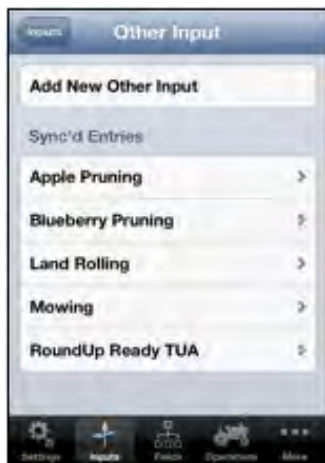 Inputs
Other Input
Add New Other Input
Sync'd Entries
Apple Pruning
Blueberry Pruning
Land Rolling
Mowing
RoundUp Ready TUA
Settings
Inputs
Fields
Operations
More